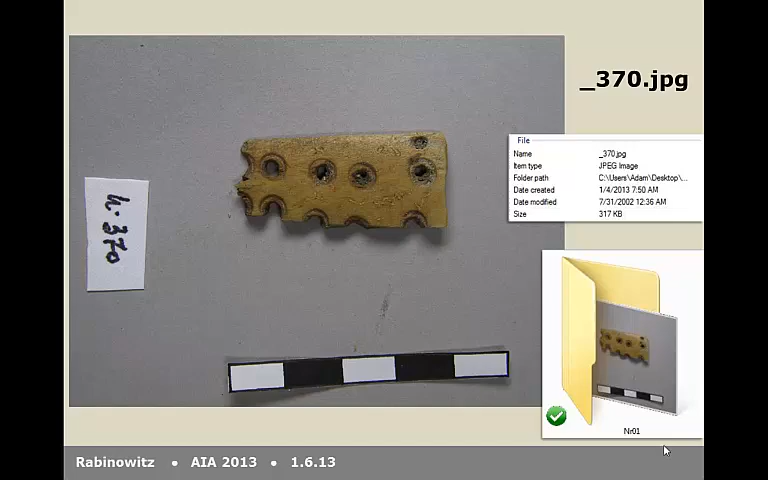 _370.jpg
File
Name _370.jpg
Item type JPEG Image
Folder path C:\Users\Adam\Desktop\...
Date created 1/4/2013 7:50 AM
Date modified 7/31/2002 12:36 AM
Size 317 KB
370
Nr01
Rabinowitz • AIA 2013 • 1.6.13